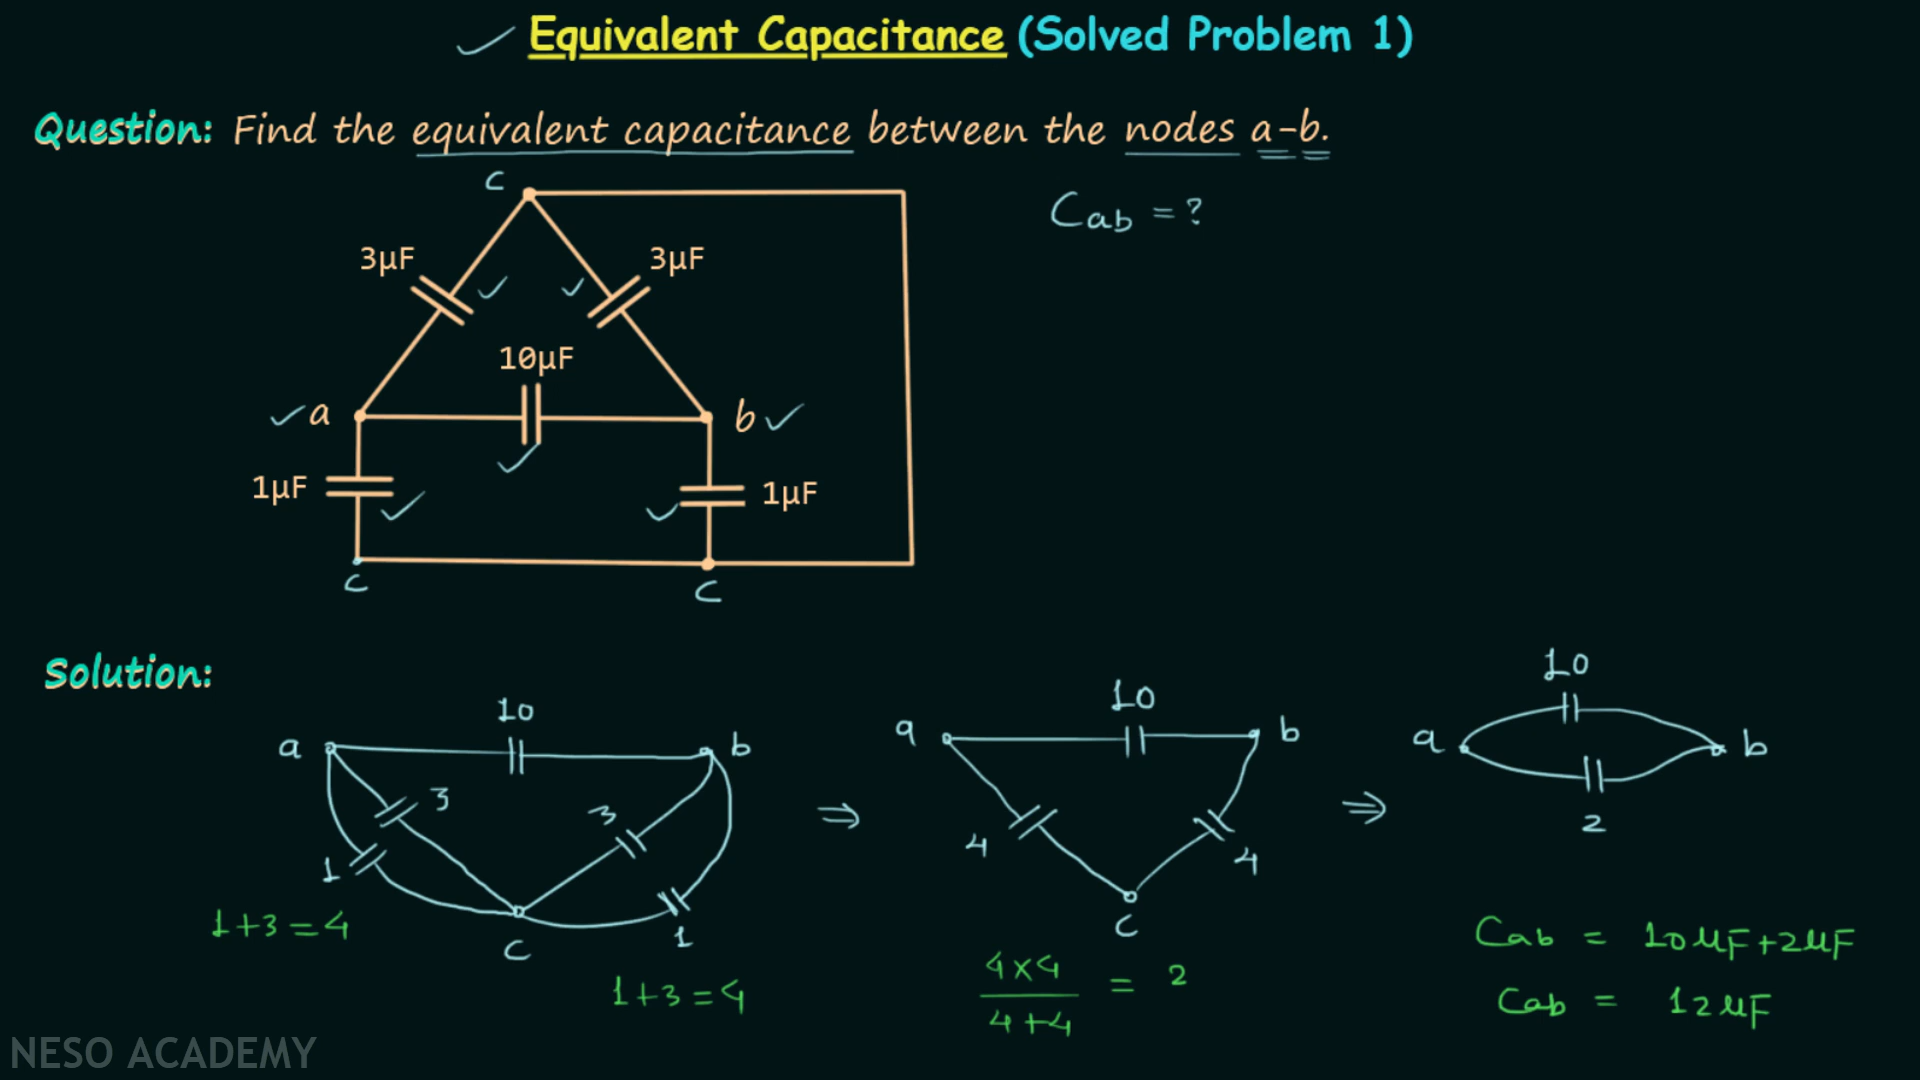 Equivalent Capacitance (Solved Problem 1)
Question: Find the equivalent capacitance between the nodes a-b.
C
Cab = ?
3μF
3μF
10μF
a
b
1μF
1μF
C
C
Solution:
10
a
b
3
3
1
1
C
1+3=4
1+3=4
⇒
10
a
b
4
4
C
4×4
4+4
= 2
⇒
10
a
b
2
Cab = 10μF+2μF
Cab = 12μF
NESO ACADEMY